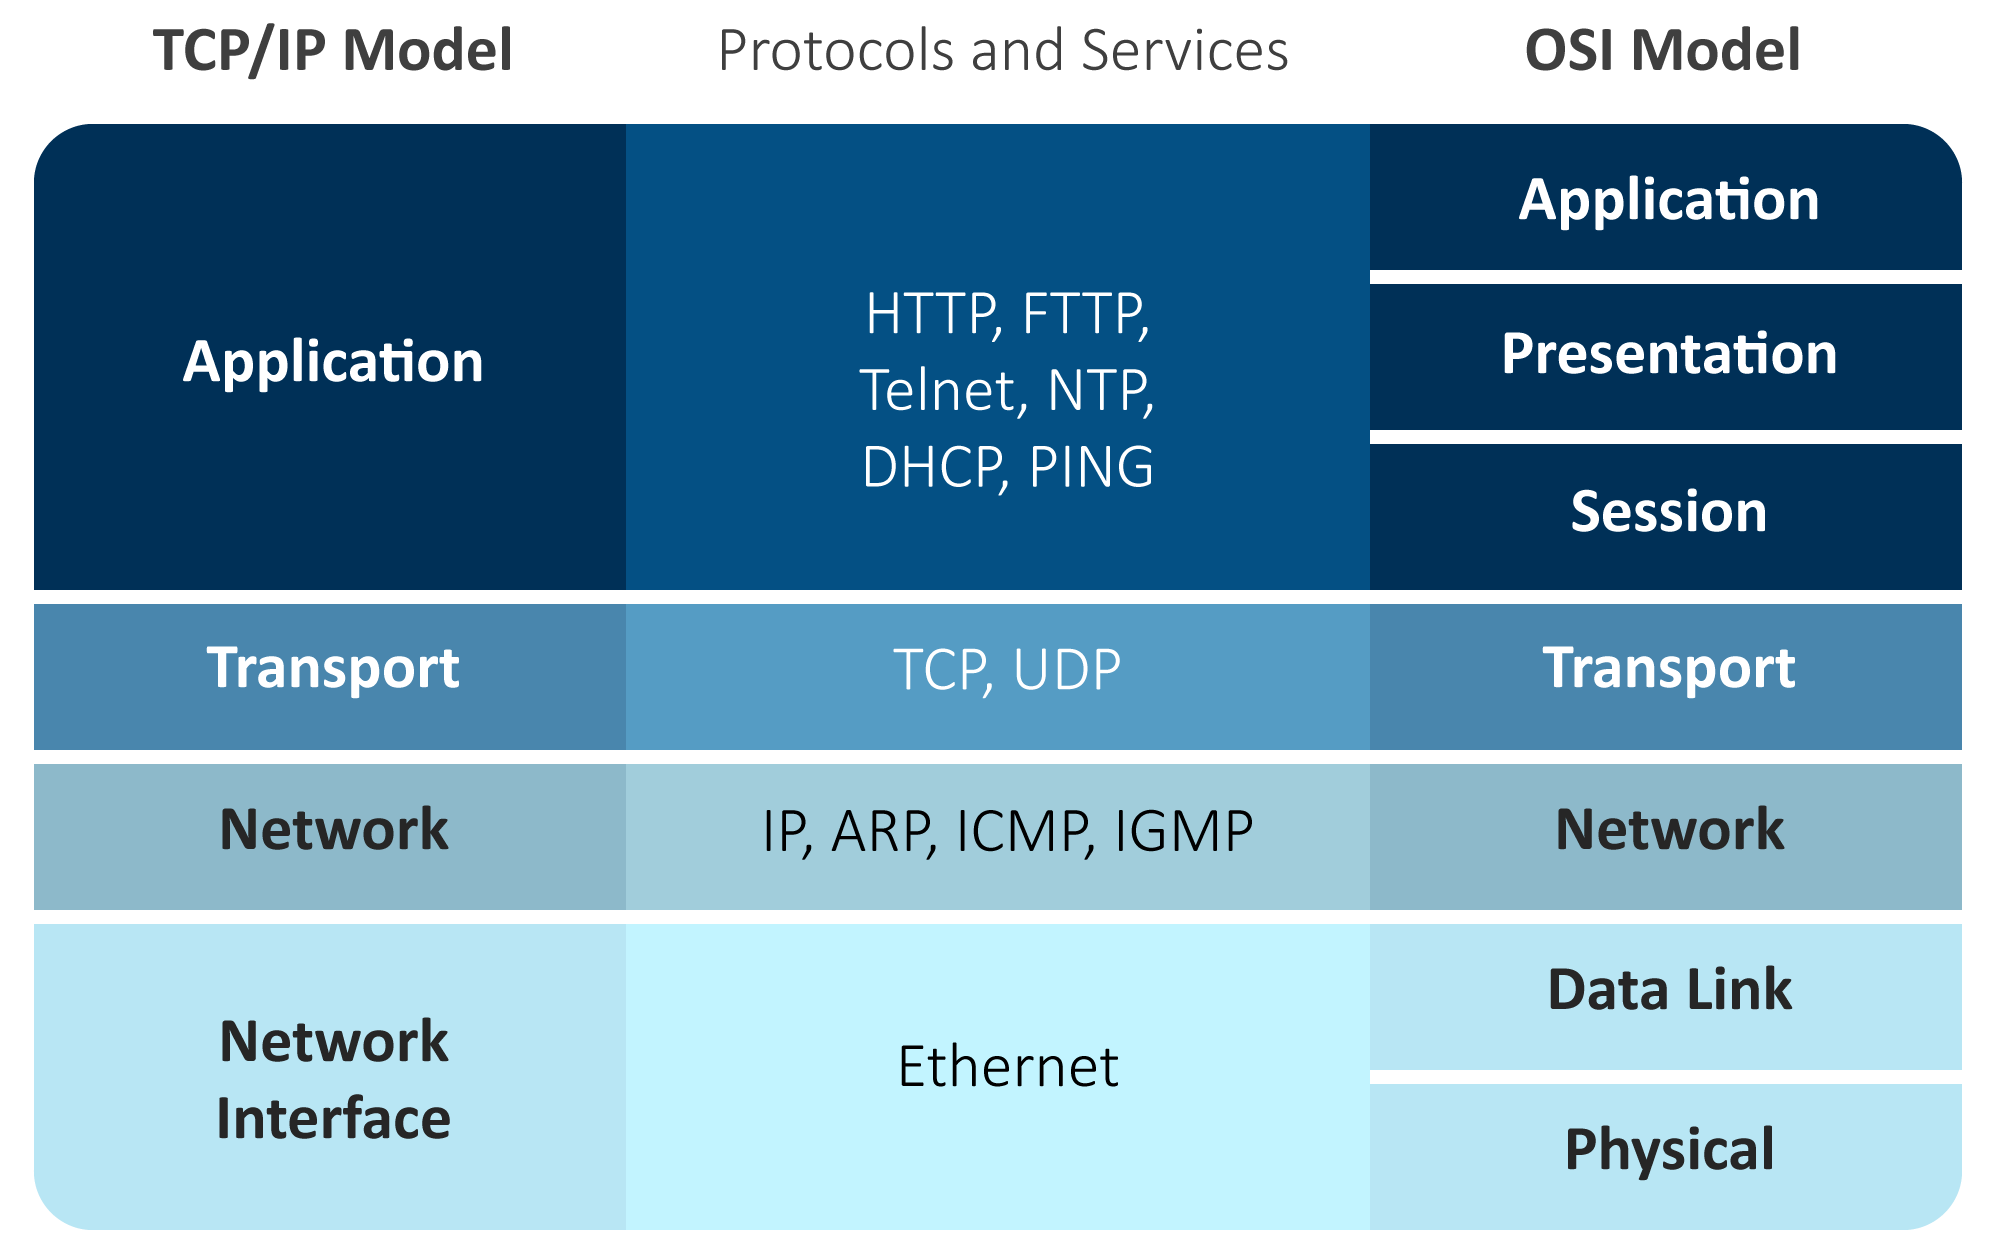 TCP/IP Model
Protocols and Services
OSI Model
Application
HTTP, FTTP,
Telnet, NTP,
DHCP, PING
Application
Presentation
Session
Transport
TCP, UDP
Transport
Network
IP, ARP, ICMP, IGMP
Network
Network
Interface
Ethernet
Data Link
Physical